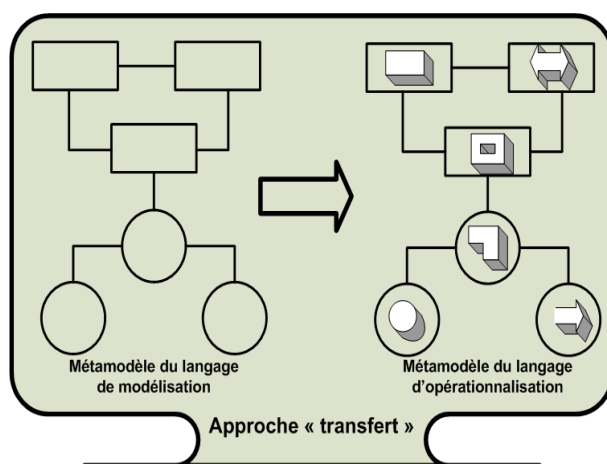 Métamodèle du langage
de modélisation
Métamodèle du langage
d'opérationnalisation
Approche « transfert »